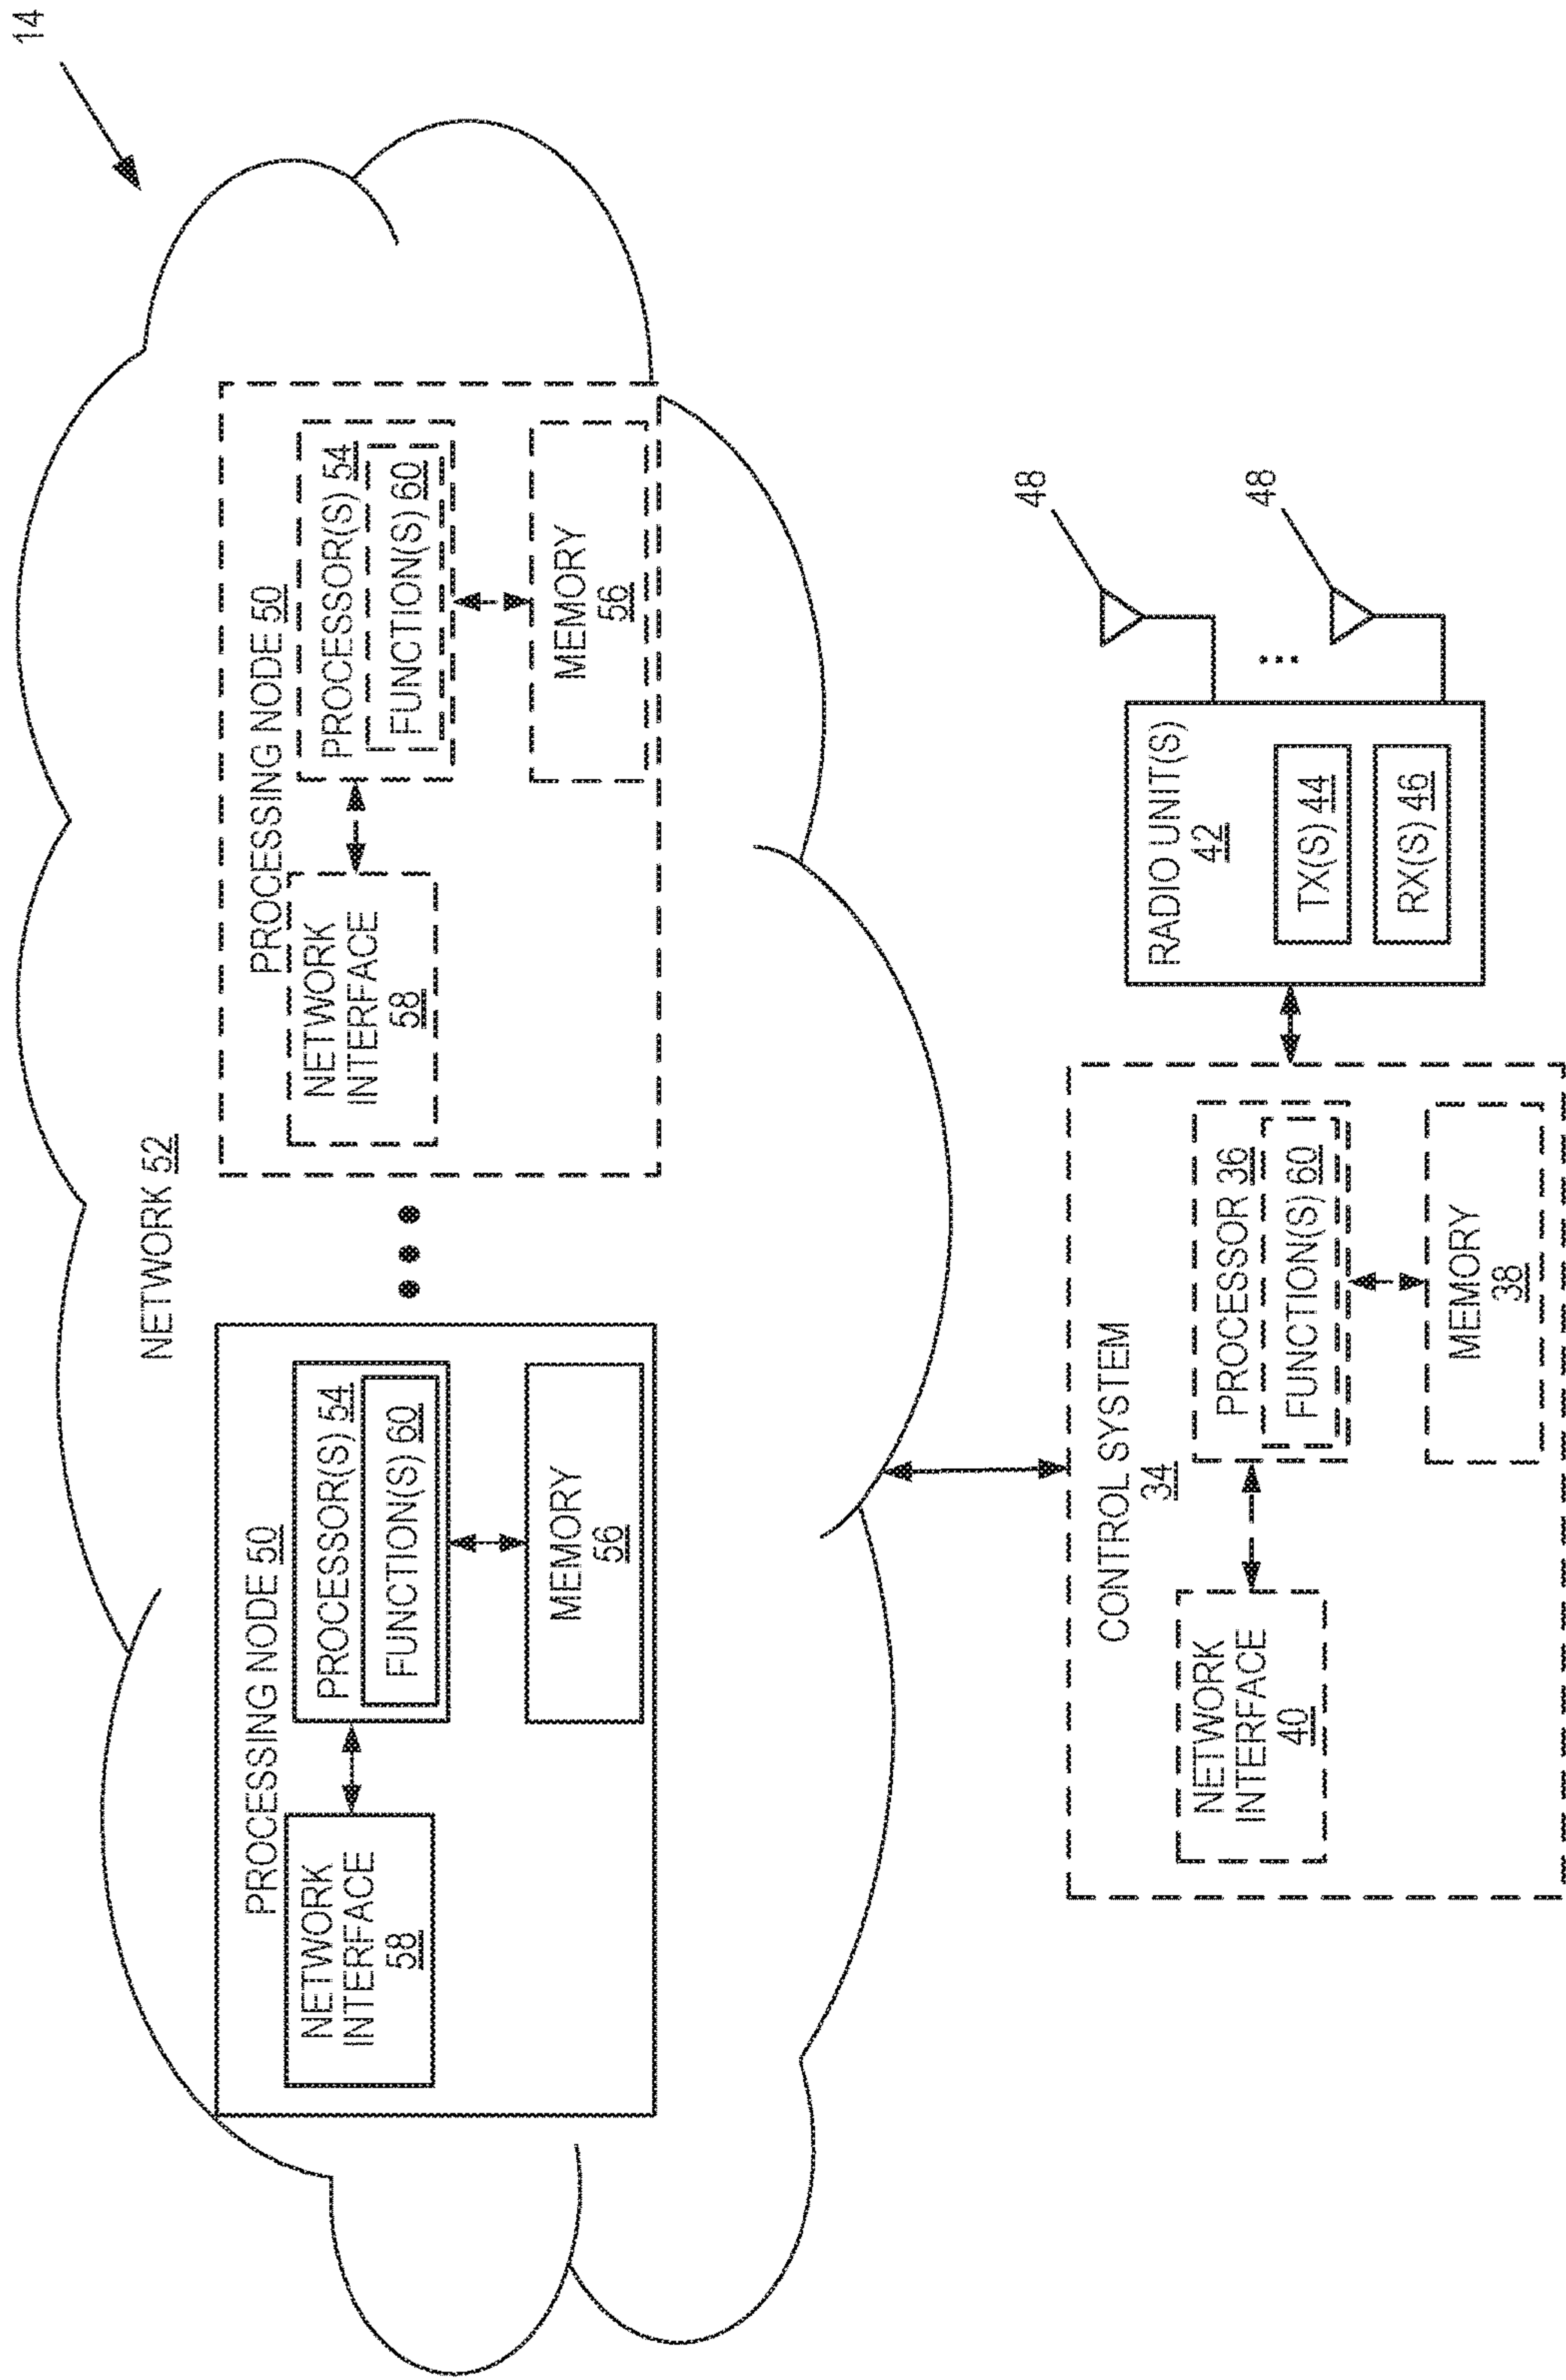 14
NETWORK 52
PROCESSING NODE 50
NETWORK
INTERFACE
58
PROCESSOR(S) 54
FUNCTION(S) 60
MEMORY
56
PROCESSING NODE 50
NETWORK
INTERFACE
58
PROCESSOR(S) 54
FUNCTION(S) 60
MEMORY
56
CONTROL SYSTEM
34
NETWORK
INTERFACE
40
PROCESSOR 36
FUNCTION(S) 60
MEMORY
38
RADIO UNIT(S)
42
TX(S) 44
RX(S) 46
48
48